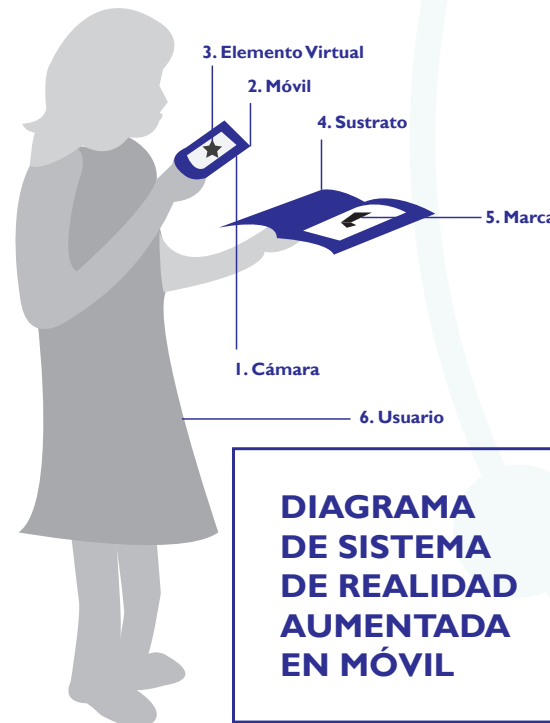 3. Elemento Virtual
2. Móvil
4. Sustrato
5. Marca
1. Cámara
6. Usuario
DIAGRAMA
DE SISTEMA
DE REALIDAD
AUMENTADA
EN MÓVIL